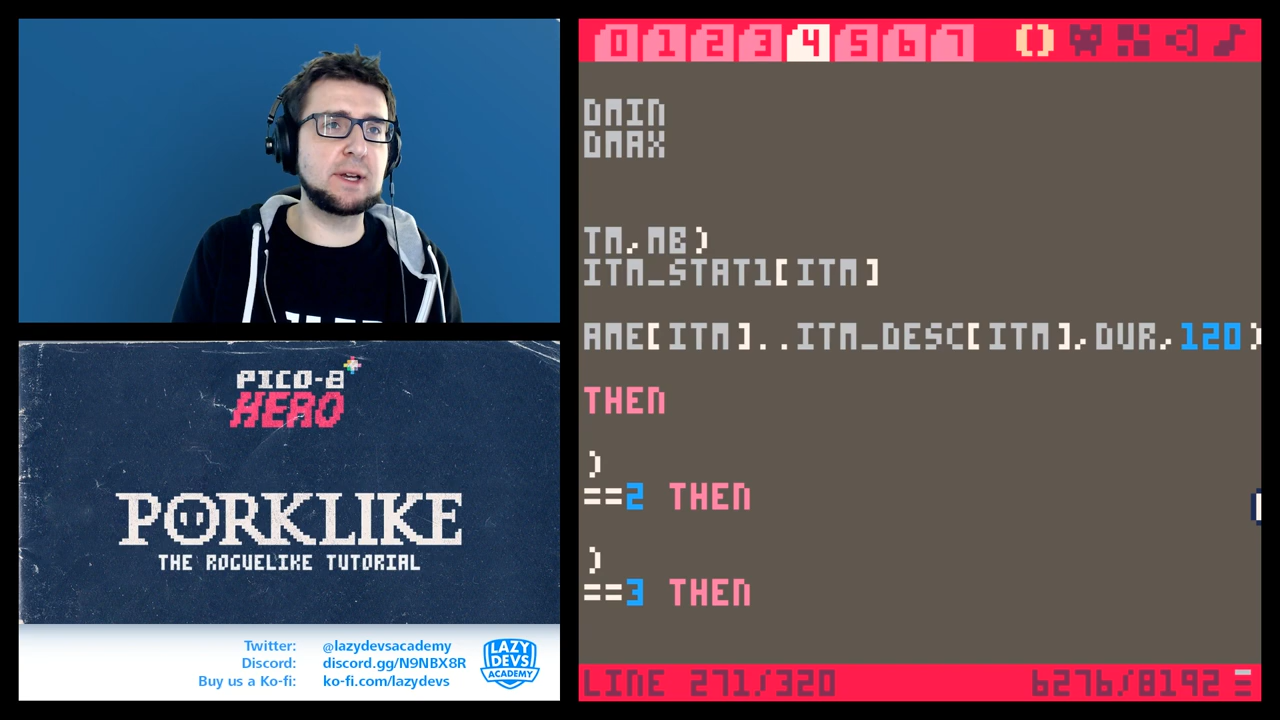 0 1 2 3 4 5 6 7
DMIN
DMAX
TM,MB)
ITM_STAT1[ITM]
AME[ITM]..ITM_DESC[ITM],DUR,120)
THEN
)
==2 THEN
)
==3 THEN
LINE 271/320 6276/8192
PICO-8
HERO
PORKLIKE
THE ROGUELIKE TUTORIAL
Twitter: @lazydevsacademy
Discord: discord.gg/N9NBX8R
Buy us a Ko-fi: ko-fi.com/lazydevs
LAZY
DEVS
ACADEMY